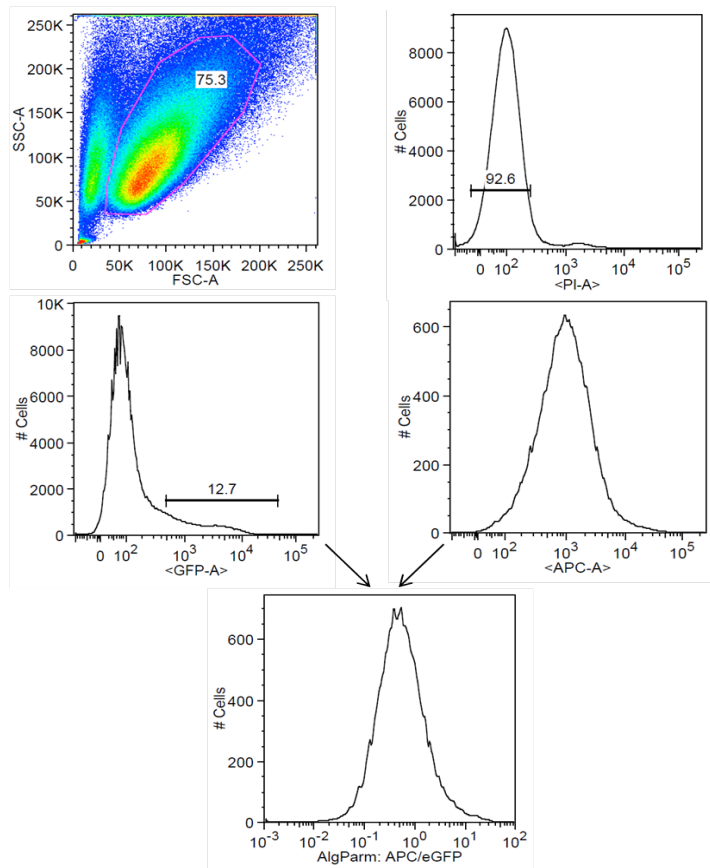 250K
200K
150K
100K
50K
0
SSC-A
75.3
0 50K 100K 150K 200K 250K
FSC-A
8000
6000
4000
2000
0
# Cells
92.6
0 10² 10³ 10⁴ 10⁵
<PI-A>
10K
8000
6000
4000
2000
0
# Cells
12.7
0 10² 10³ 10⁴ 10⁵
<GFP-A>
600
400
200
0
# Cells
0 10² 10³ 10⁴ 10⁵
<APC-A>
600
400
200
0
# Cells
10⁻³ 10⁻² 10⁻¹ 10⁰ 10¹ 10²
AlgParm: APC/eGFP